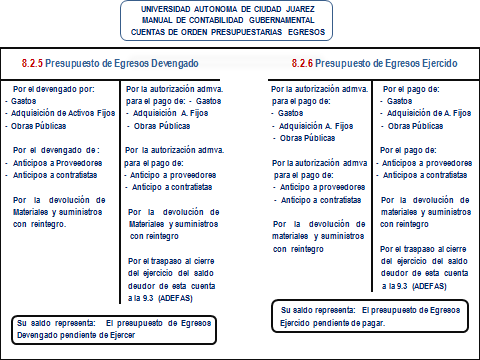 UNIVERSIDAD AUTONOMA DE CIUDAD JUAREZ
MANUAL DE CONTABILIDAD GUBERNAMENTAL
CUENTAS DE ORDEN PRESUPUESTARIAS EGRESOS
8.2.5 Presupuesto de Egresos Devengado
Por el devengado por:
- Gastos
- Adquisición de Activos Fijos
- Obras Públicas
Por el devengado de :
- Anticipos a Proveedores
- Anticipos a contratistas
Por la devolución de
Materiales y suministros
con reintegro.
Por la autorización admva.
para el pago de: - Gastos
- Adquisición A. Fijos
- Obras Públicas
Por la autorización admva.
para el pago de:
- Anticipo a proveedores
- Anticipo a contratistas
Por la devolución de
Materiales y suministros
con reintegro
Por el traspaso al cierre
del ejercicio del saldo
deudor de esta cuenta
a la 9.3 (ADEFAS)
Su saldo representa: El presupuesto de Egresos
Devengado pendiente de Ejercer
8.2.6 Presupuesto de Egresos Ejercido
Por la autorización admva.
para el pago de:
- Gastos
- Adquisición A. Fijos
- Obras Públicas
Por la autorización admva
para el pago de:
- Anticipo a proveedores
- Anticipo a contratistas
Por la devolución de
materiales y suministros
con reintegro
Por el pago de:
- Gastos
- Adquisición de A. Fijos
- Obras Públicas
Por el pago de:
- Anticipos a proveedores
- Anticipos a contratistas
Por la devolución de
materiales y suministros
con reintegro
Por el traspaso al cierre
del ejercicio del saldo
deudor de esta cuenta
a la 9.3 (ADEFAS)
Su saldo representa: El presupuesto de Egresos
Ejercido pendiente de pagar.